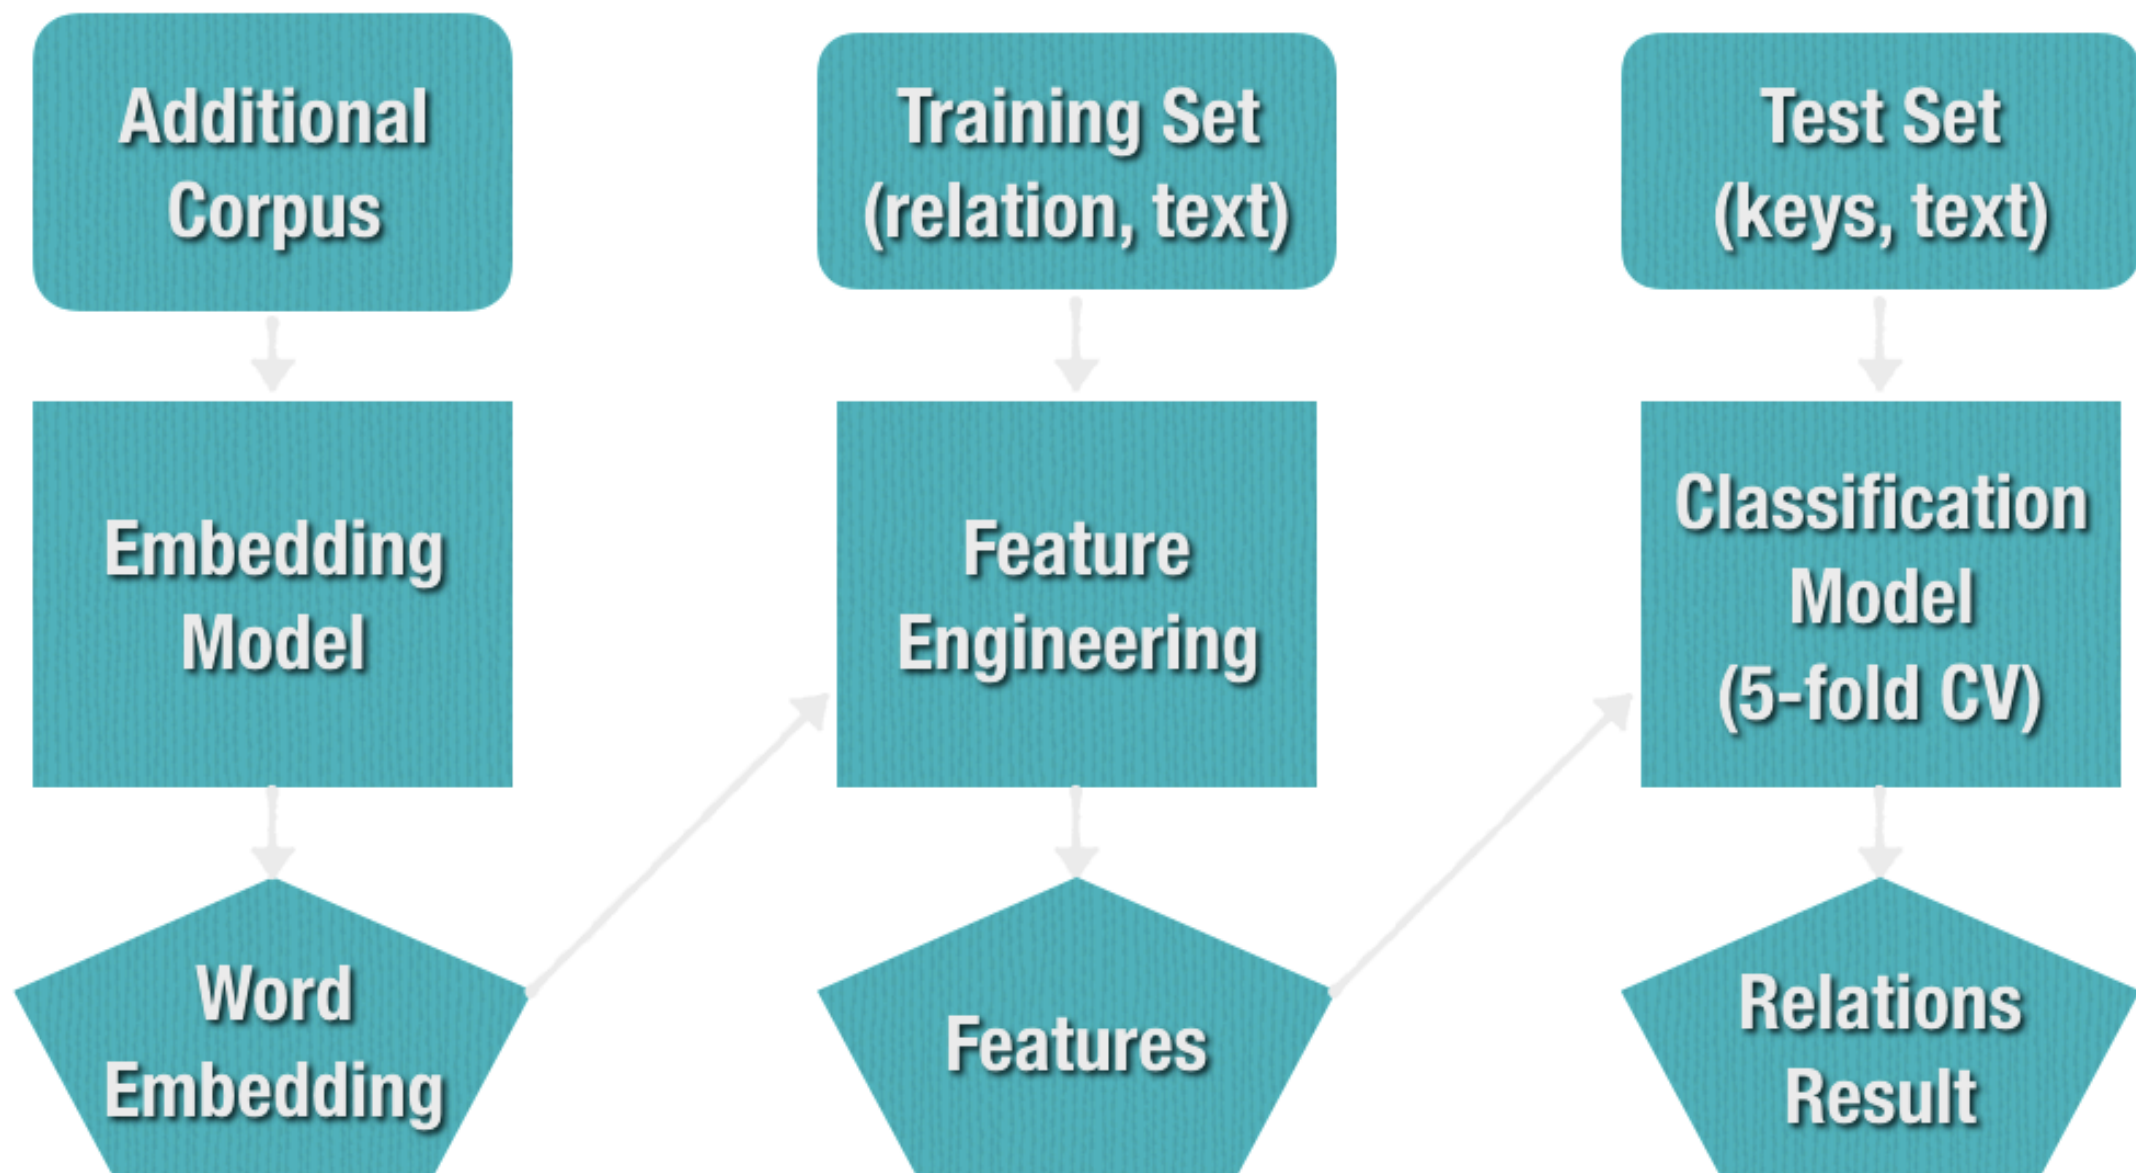 Additional
Corpus
Training Set
(relation, text)
Test Set
(keys, text)
Embedding
Model
Feature
Engineering
Classification
Model
(5-fold CV)
Word
Embedding
Features
Relations
Result